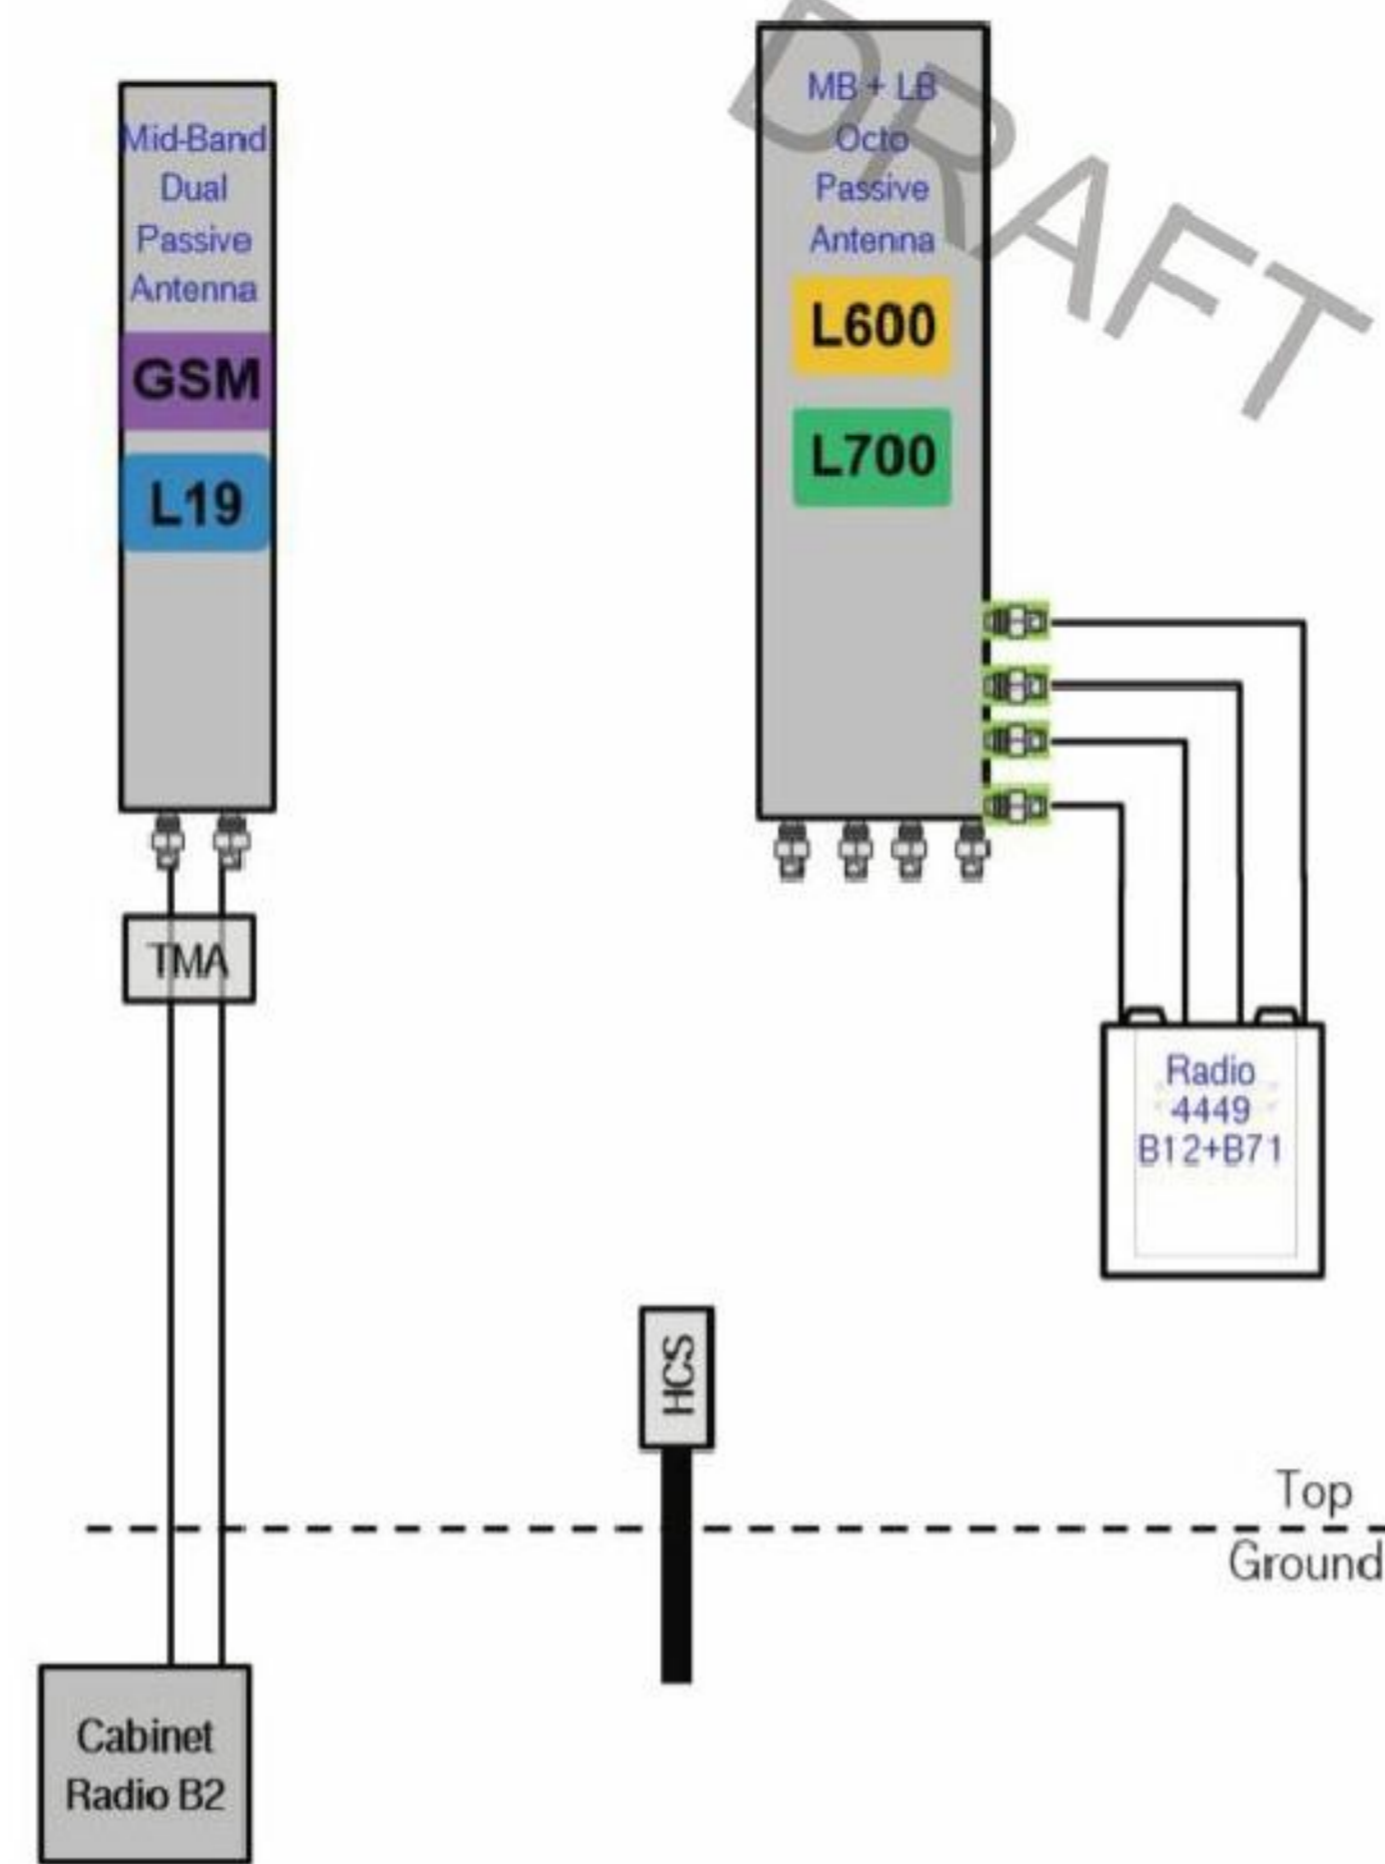 DRAFT
Mid-Band
Dual
Passive
Antenna
GSM
L19
MB + LB
Octo
Passive
Antenna
L600
L700
TMA
Radio
4449
B12+B71
HCS
Top
Ground
Cabinet
Radio B2